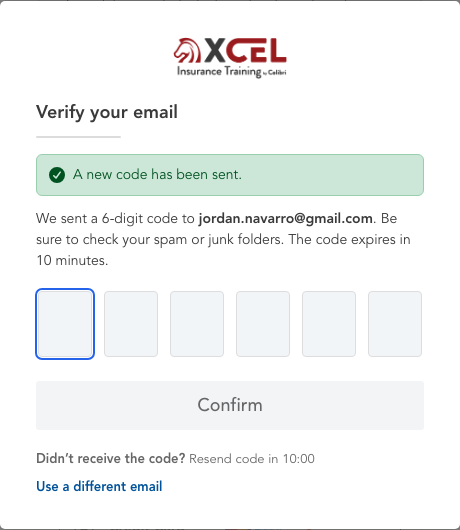 XCEL
Insurance Training by Colibri
Verify your email
A new code has been sent.
We sent a 6-digit code to jordan.navarro@gmail.com. Be
sure to check your spam or junk folders. The code expires in
10 minutes.
Confirm
Didn't receive the code? Resend code in 10:00
Use a different email